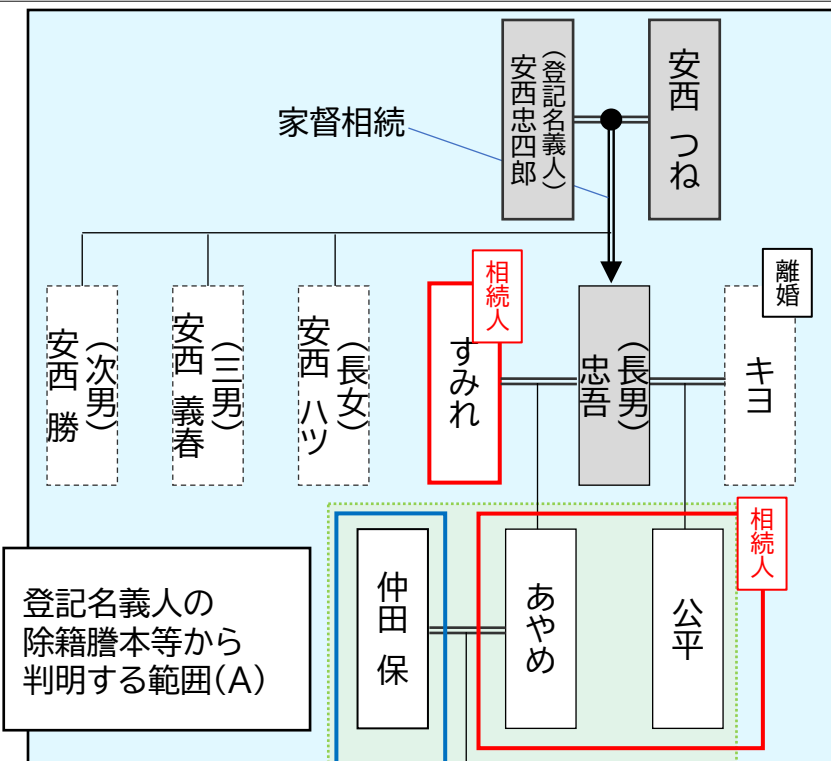 安西 つね
(登記名義人)
安西忠四郎
家督相続
離婚
キヨ
(長男)
忠吾
相続人
すみれ
(長女)
安西 ハツ
(三男)
安西 義春
(次男)
安西 勝
相続人
公平
あやめ
仲田 保
登記名義人の
除籍謄本等から
判明する範囲(A)